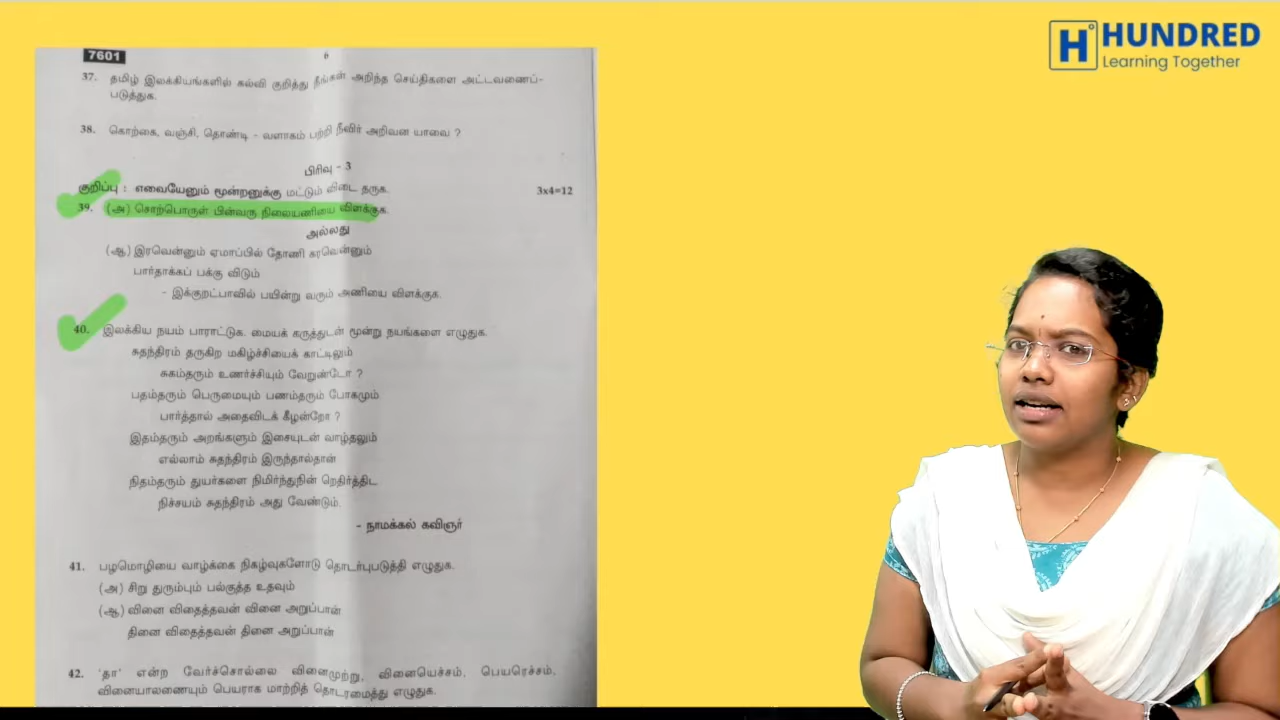 HUNDRED
Learning Together
7601
6
37. தமிழ் இலக்கியங்களில் கல்வி குறித்து நீங்கள் அறிந்த செய்திகளை அட்டவணைப்-
படுத்துக.
38. கொற்கை, வஞ்சி, தொண்டி - வளாகம் பற்றி நீவிர் அறிவன யாவை ?
பிரிவு - 3
குறிப்பு : எவையேனும் மூன்றனுக்கு மட்டும் விடை தருக. 3x4=12
39. (அ) சொற்பொருள் பின்வரு நிலையணியை விளக்குக.
அல்லது
(ஆ) இரவென்னும் ஏமாப்பில் தோணி கரவென்னும்
பார்தாக்கப் பக்கு விடும்
- இக்குறட்பாவில் பயின்று வரும் அணியை விளக்குக.
40. இலக்கிய நயம் பாராட்டுக. மையக் கருத்துடன் மூன்று நயங்களை எழுதுக.
சுதந்திரம் தருகிற மகிழ்ச்சியைக் காட்டிலும்
சுகம்தரும் உணர்ச்சியும் வேறுண்டோ ?
பதம்தரும் பெருமையும் பணம்தரும் போகமும்
பார்த்தால் அதைவிடக் கீழன்றோ ?
இதம்தரும் அறங்களும் இசையுடன் வாழ்தலும்
எல்லாம் சுதந்திரம் இருந்தால்தான்
நிதம்தரும் துயர்களை நிமிர்ந்துநின் றெதிர்த்திட
நிச்சயம் சுதந்திரம் அது வேண்டும்.
- நாமக்கல் கவிஞர்
41. பழமொழியை வாழ்க்கை நிகழ்வுகளோடு தொடர்புபடுத்தி எழுதுக.
(அ) சிறு துரும்பும் பல்குத்த உதவும்
(ஆ) வினை விதைத்தவன் வினை அறுப்பான்
தினை விதைத்தவன் தினை அறுப்பான்
42. 'தா' என்ற வேர்ச்சொல்லை வினைமுற்று, வினையெச்சம், பெயரெச்சம்,
வினையாலணையும் பெயராக மாற்றித் தொடரமைத்து எழுதுக.